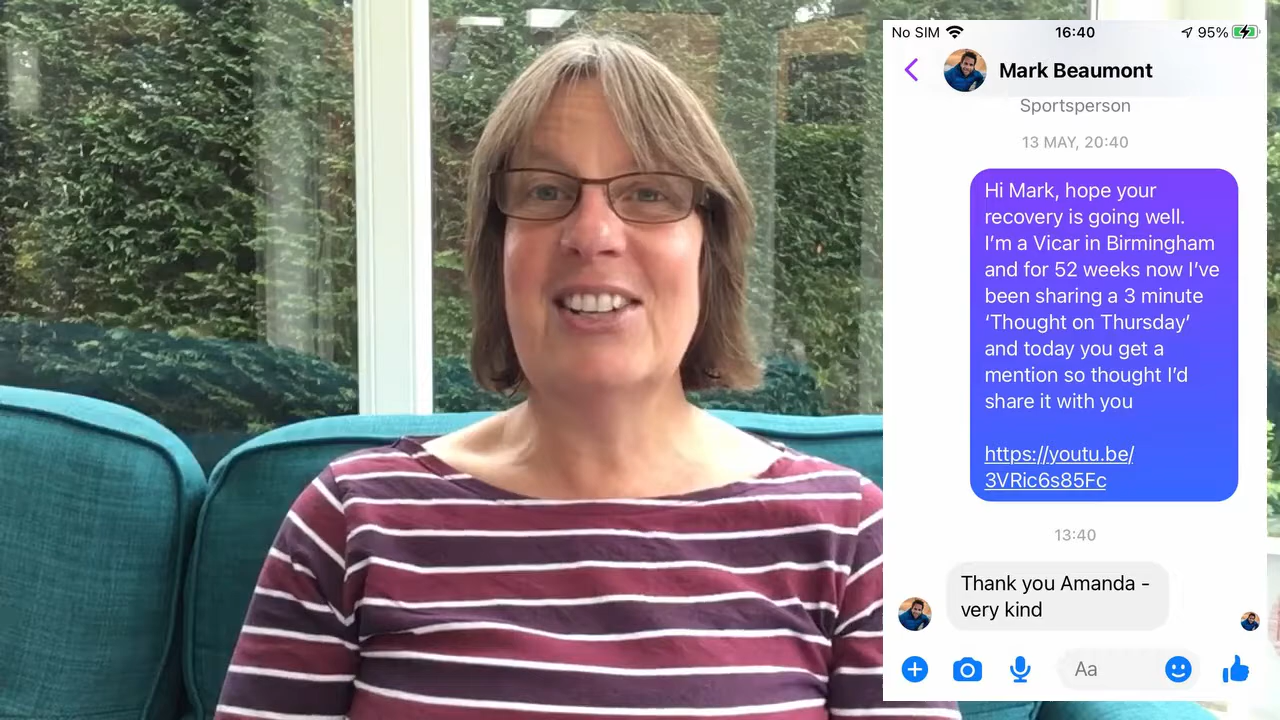 No SIM 16:40 95%
Mark Beaumont
Sportsperson
13 MAY, 20:40
Hi Mark, hope your
recovery is going well.
I’m a Vicar in Birmingham
and for 52 weeks now I’ve
been sharing a 3 minute
‘Thought on Thursday’
and today you get a
mention so thought I’d
share it with you
https://youtu.be/
3VRic6s85Fc
13:40
Thank you Amanda -
very kind
Aa